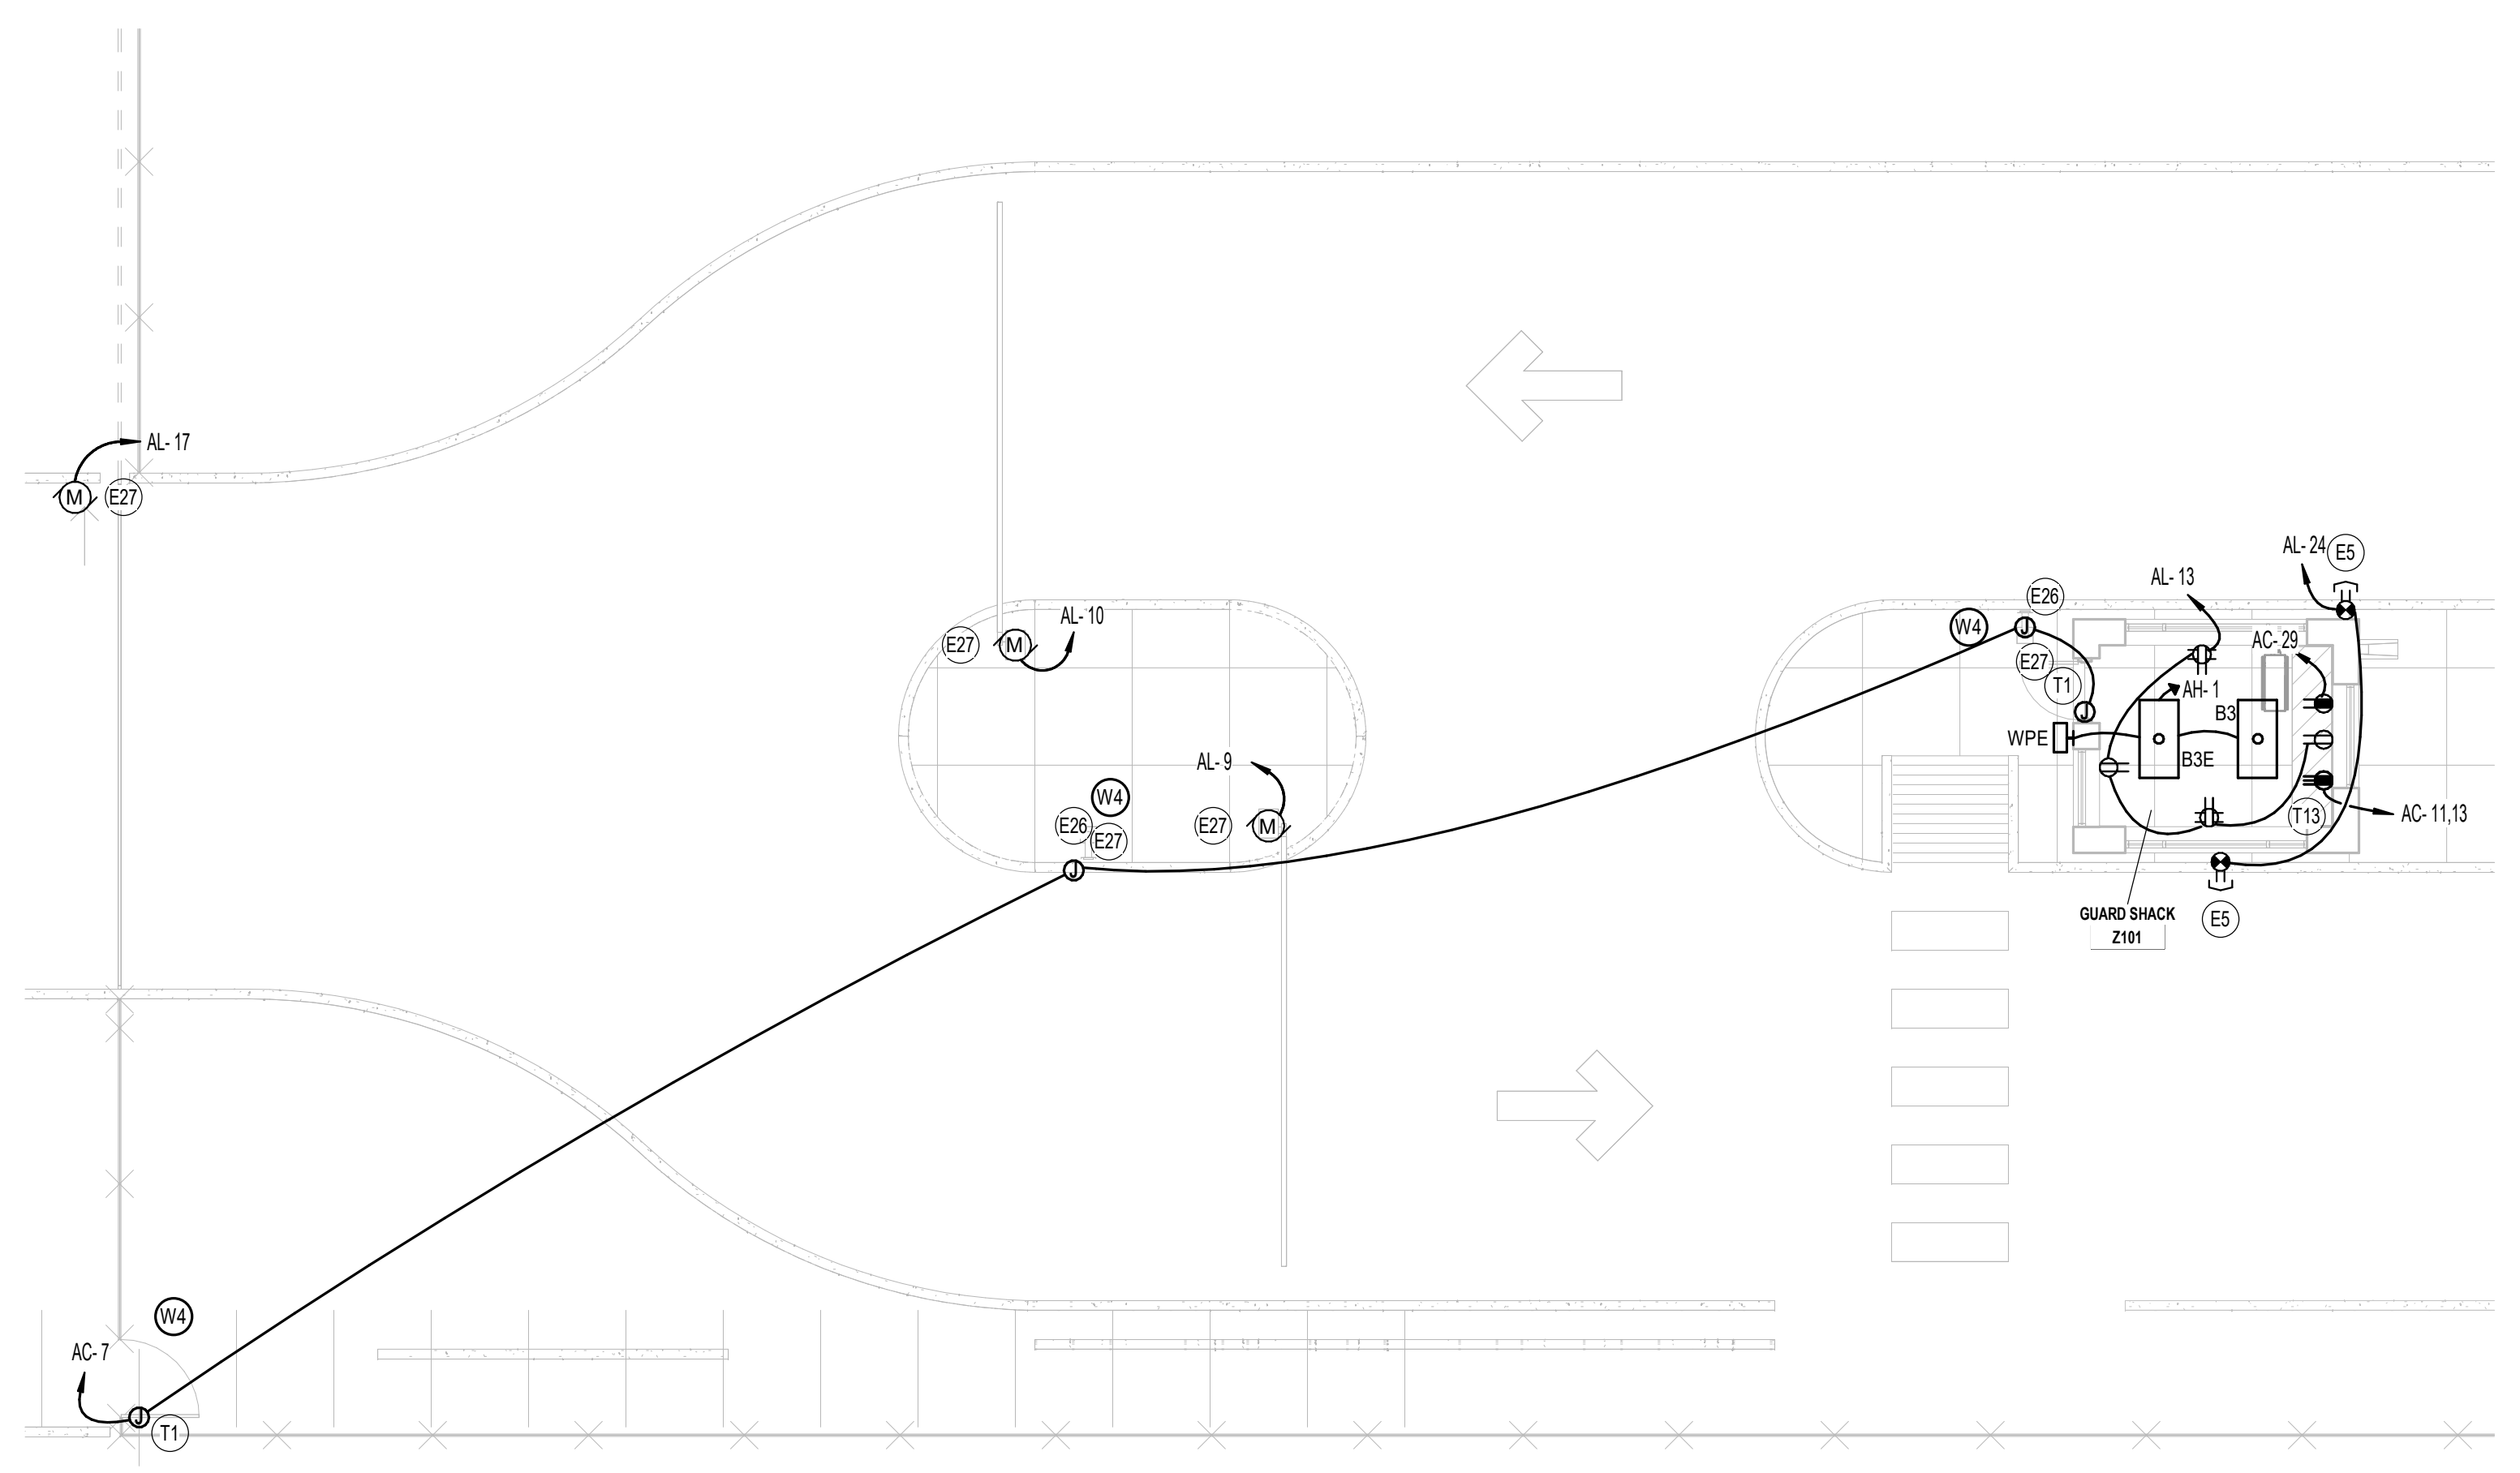 AL- 17
M
E27
AL- 24
E5
AL- 13
E26
W4
J
AC- 29
AL- 10
E27
M
E27
T1
AH- 1
J
B3
WPE
B3E
AL- 9
W4
E26
E27
E27
M
J
T13
AC- 11,13
GUARD SHACK
Z101
E5
W4
AC- 7
J
T1